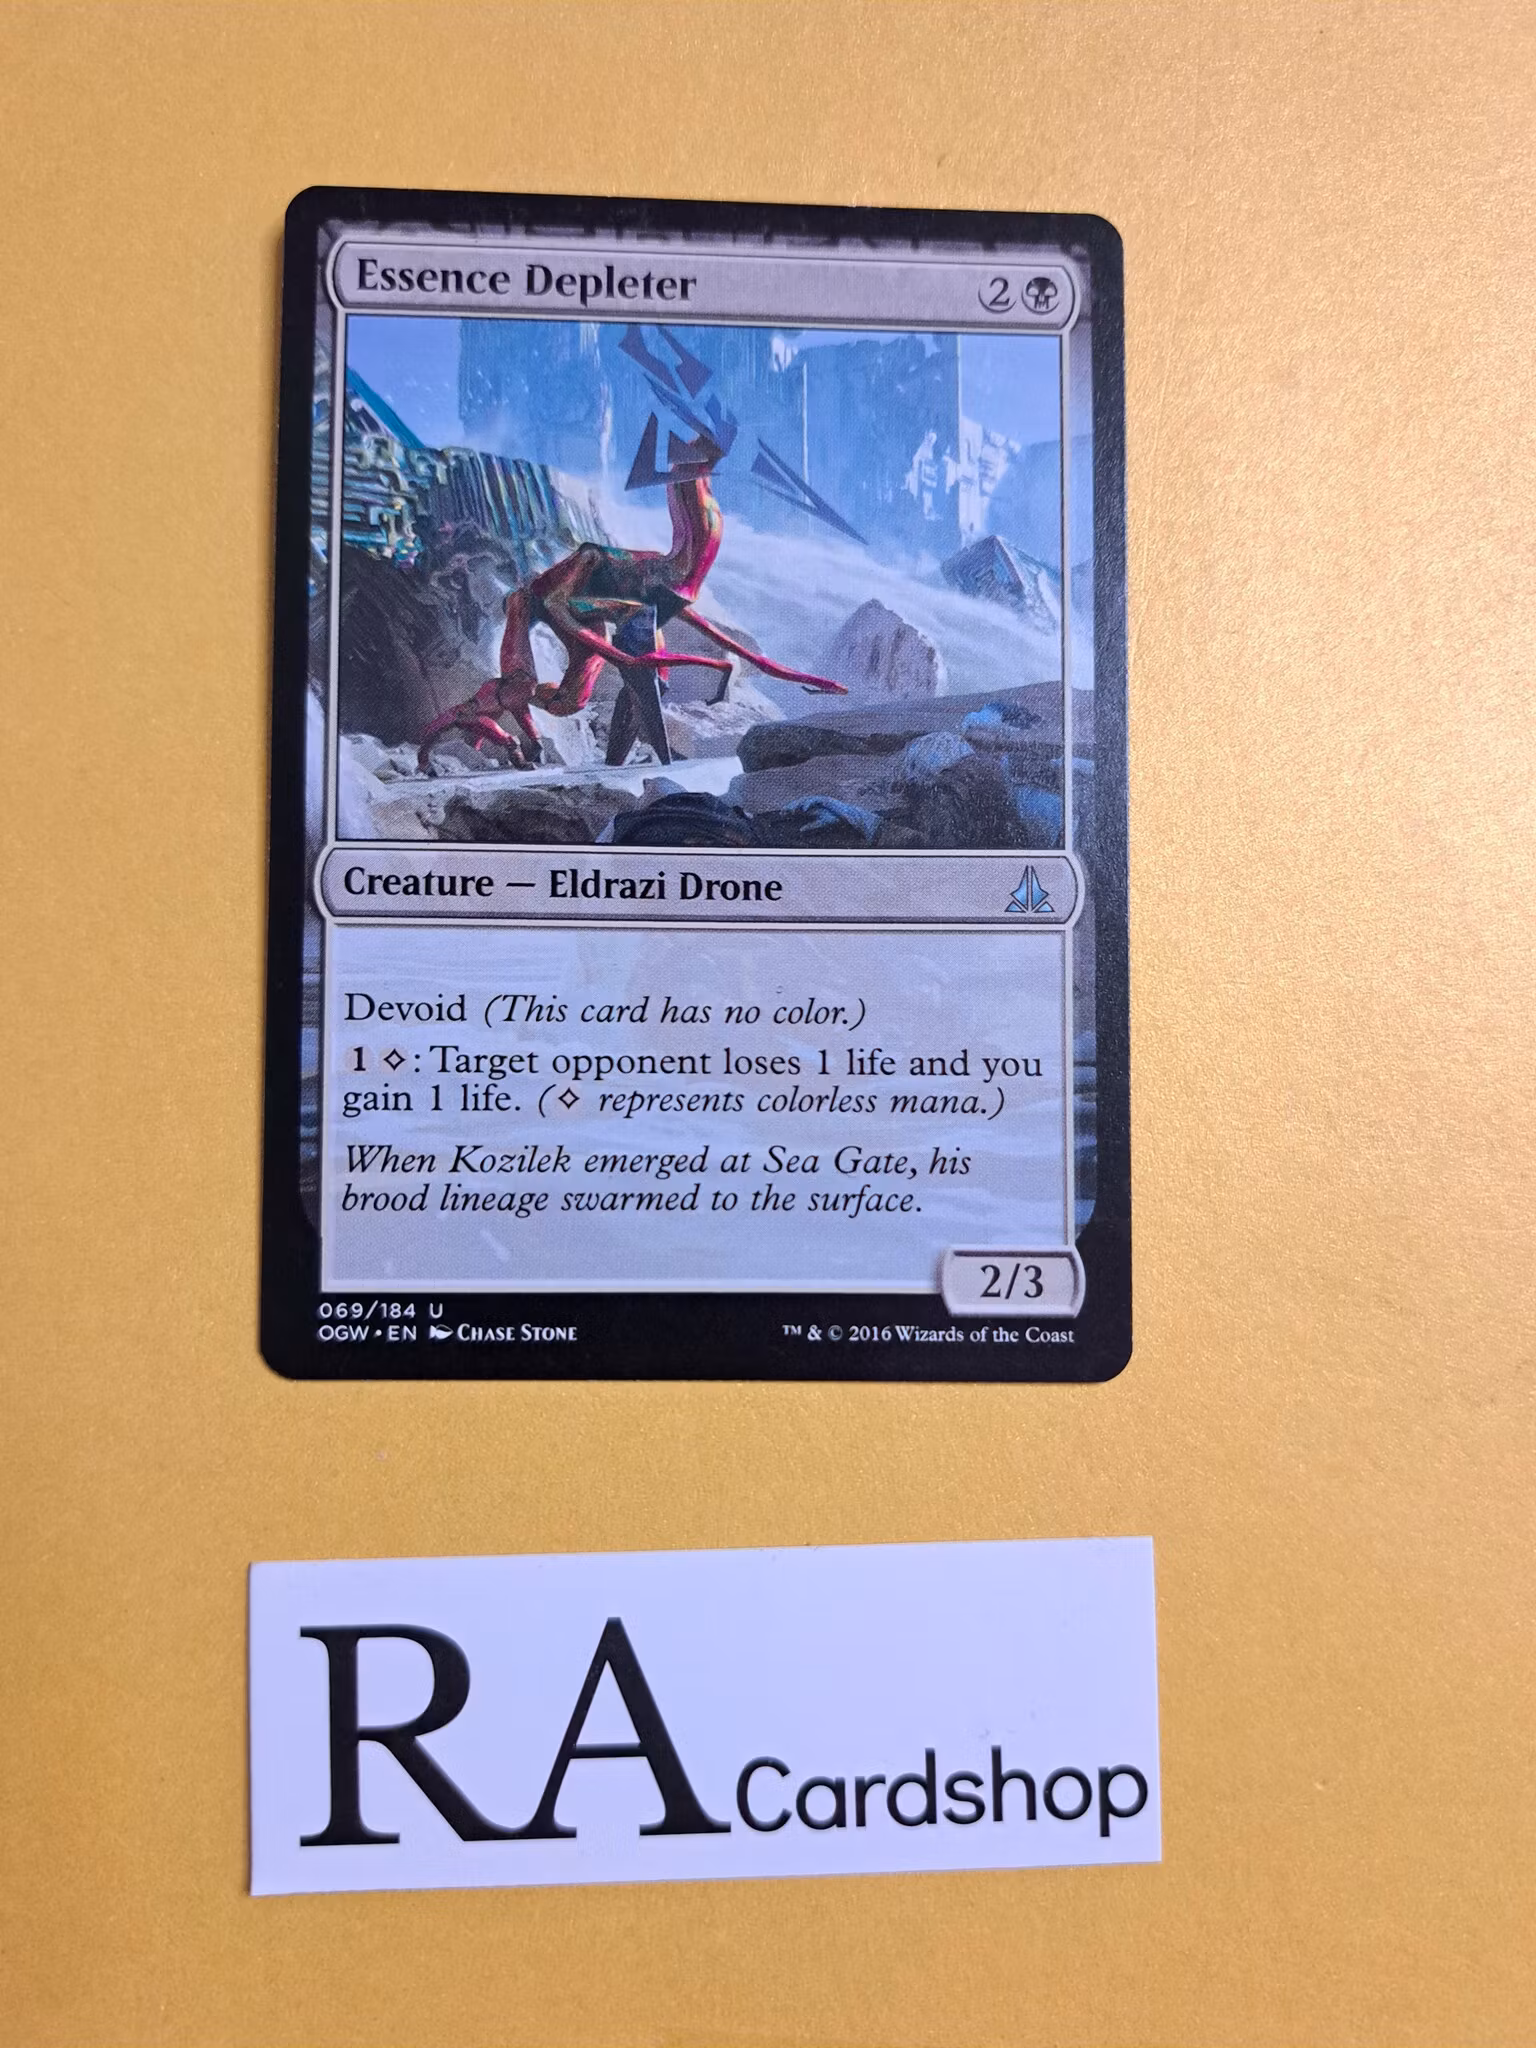 Essence Depleter 2
Creature — Eldrazi Drone
Devoid (This card has no color.)
1 ◇: Target opponent loses 1 life and you
gain 1 life. (◇ represents colorless mana.)
When Kozilek emerged at Sea Gate, his
brood lineage swarmed to the surface.
2/3
069/184 U
OGW • EN CHASE STONE
™ & © 2016 Wizards of the Coast
RA Cardshop